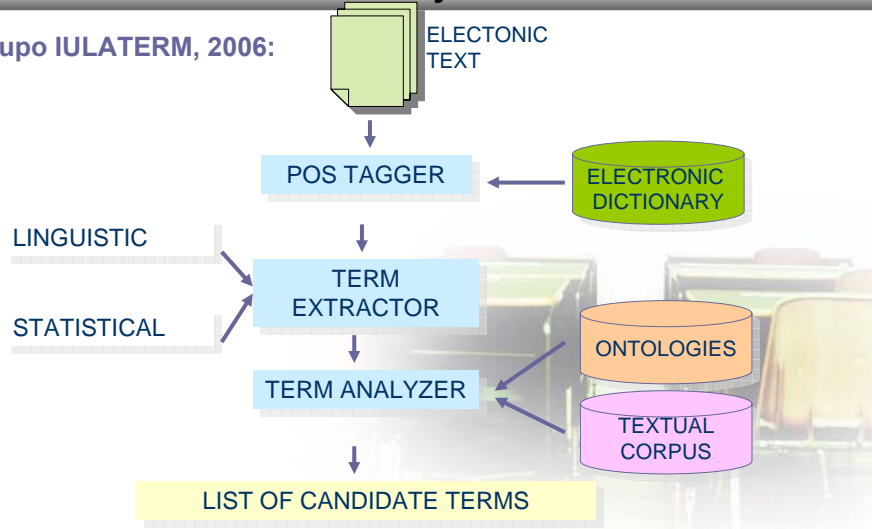 upo IULATERM, 2006:
ELECTONIC
TEXT
POS TAGGER
ELECTRONIC
DICTIONARY
LINGUISTIC
TERM
EXTRACTOR
STATISTICAL
ONTOLOGIES
TERM ANALYZER
TEXTUAL
CORPUS
LIST OF CANDIDATE TERMS